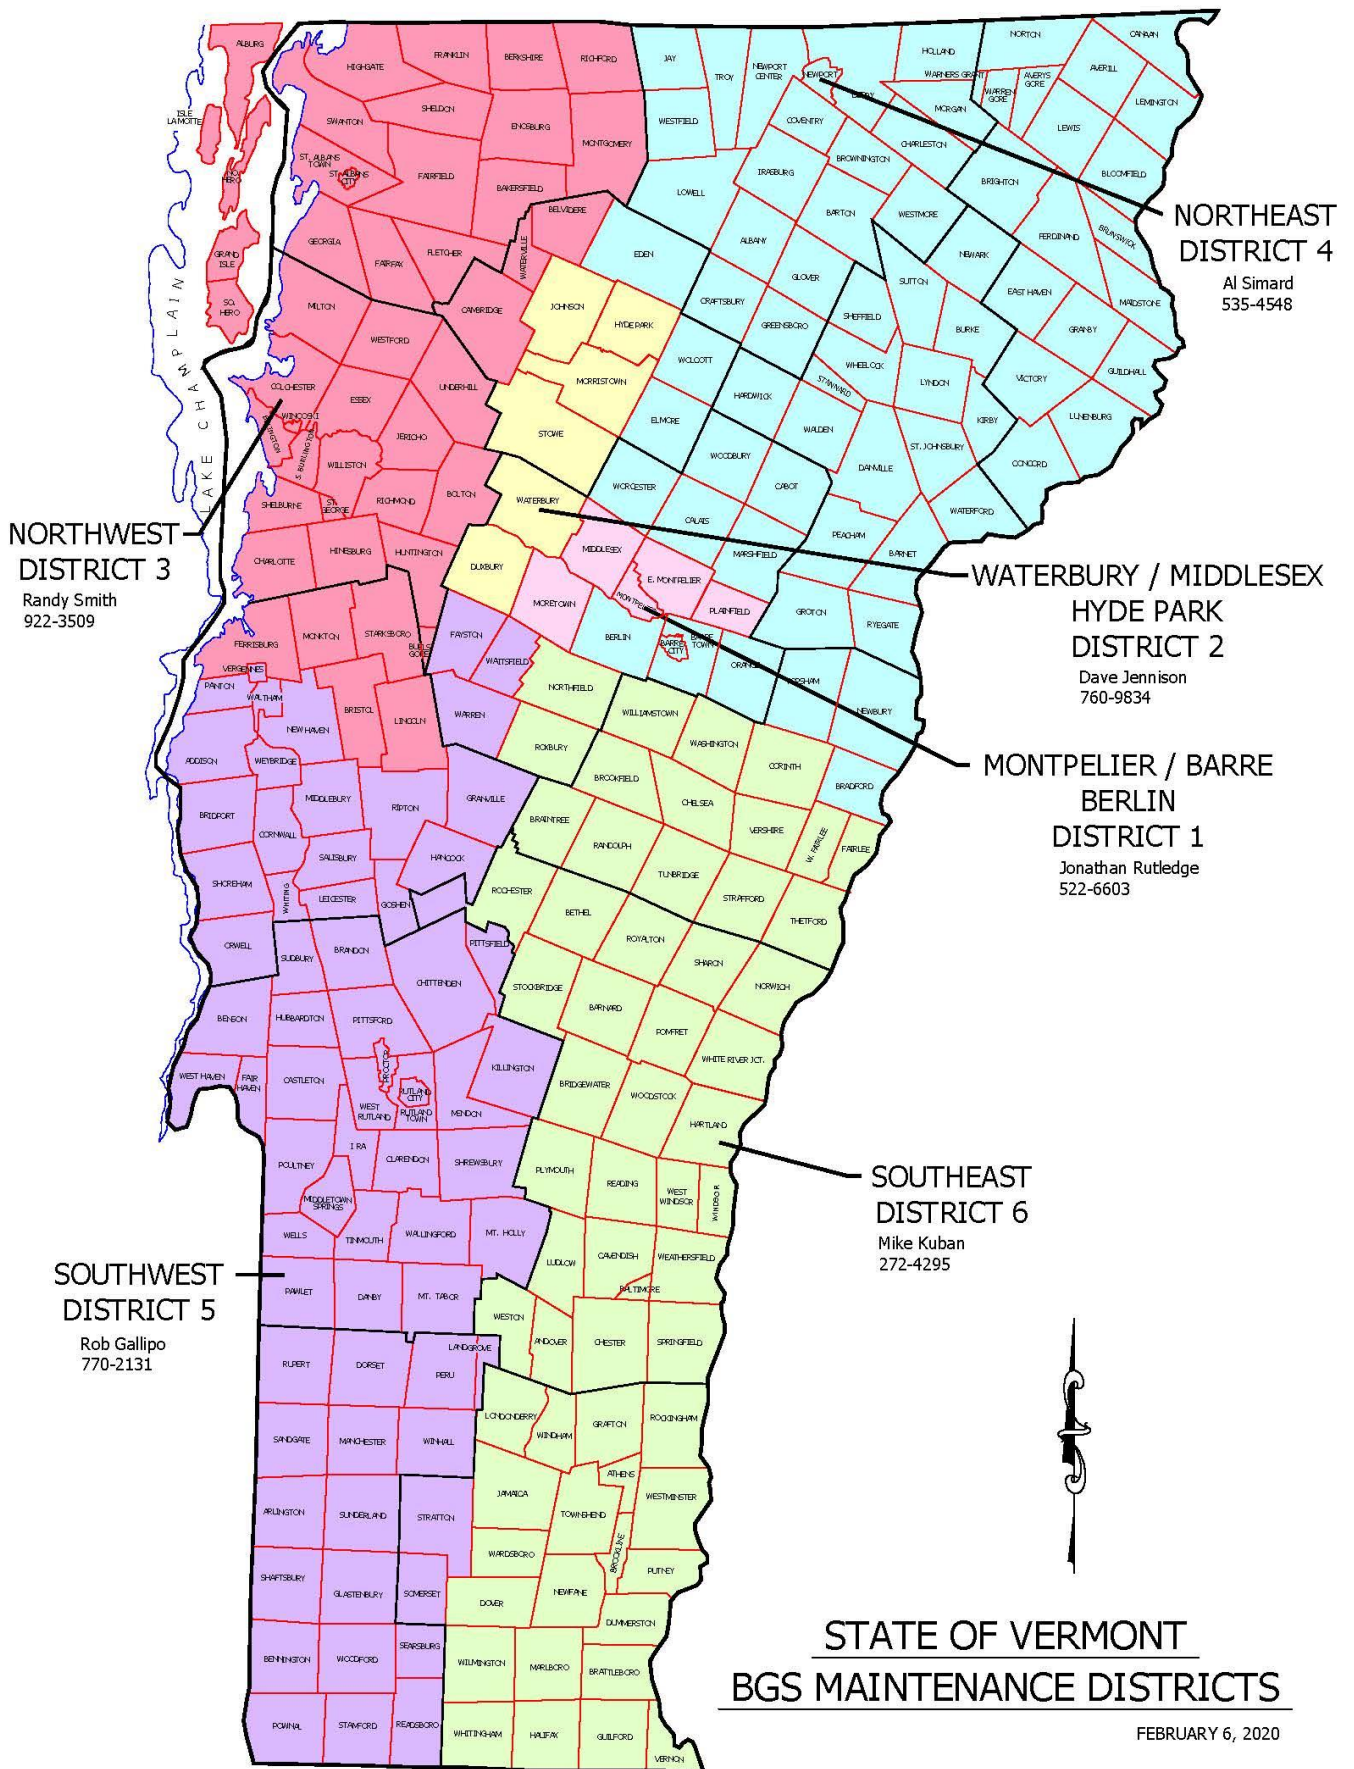 ALBURG
HIGHGATE
FRANKLIN
BERKSHIRE
RICHFORD
JAY
TROY
NEWPORT
CENTER
NEWPORT
HOLLAND
NORTON
CANAAN
WARNERS GRANT
WARREN
GORE
AVERYS
GORE
AVERILL
LEMINGTON
ISLE
LAMOTTE
SWANTON
SHELDON
ENOSBURG
MONTGOMERY
WESTFIELD
COVENTRY
MORGAN
CHARLESTON
LEWIS
BLOOMFIELD
ST. ALBANS
TOWN
ST. ALBANS
CITY
FAIRFIELD
BAKERSFIELD
LOWELL
IRASBURG
BROWNINGTON
BRIGHTON
NO.
HERO
BELVIDERE
WATERVILLE
BARTON
WESTMORE
FERDINAND
BRUNSWICK
NORTHEAST
DISTRICT 4
Al Simard
535-4548
GRAND
ISLE
GEORGIA
FAIRFAX
FLETCHER
EDEN
ALBANY
GLOVER
NEWARK
SUTTON
EAST HAVEN
MAIDSTONE
SO.
HERO
MILTON
WESTFORD
CAMBRIDGE
JOHNSON
HYDE PARK
CRAFTSBURY
GREENSBORO
SHEFFIELD
BURKE
GRANBY
GUILDHALL
LAKE CHAMPLAIN
COLCHESTER
WINOOSKI
S. BURLINGTON
ESSEX
UNDERHILL
JERICHO
MORRISTOWN
STOWE
WOLCOTT
ELMORE
HARDWICK
STANNARD
WHEELOCK
LYNDON
VICTORY
LUNENBURG
WALDEN
KIRBY
CONCORD
WILLISTON
SHELBURNE
ST.
GEORGE
RICHMOND
BOLTON
WATERBURY
WORCESTER
WOODBURY
CABOT
DANVILLE
ST. JOHNSBURY
WATERFORD
NORTHWEST
DISTRICT 3
Randy Smith
922-3509
CHARLOTTE
HINESBURG
HUNTINGTON
DUXBURY
MIDDLESEX
CALAIS
MARSHFIELD
PEACHAM
BARNET
WATERBURY / MIDDLESEX
HYDE PARK
DISTRICT 2
Dave Jennison
760-9834
E. MONTPELIER
PLAINFIELD
GROTON
RYEGATE
FERRISBURG
MONKTON
STARKSBORO
BUELS
GORE
FAYSTON
MORETOWN
BERLIN
BARRE
CITY
BARRE
TOWN
VERGENNES
PANTON
WALTHAM
NEW HAVEN
BRISTOL
LINCOLN
WARREN
WAITSFIELD
NORTHFIELD
WILLIAMSTOWN
WASHINGTON
NEWBURY
ADDISON
WEYBRIDGE
ROXBURY
BROOKFIELD
CORINTH
BRADFORD
MONTPELIER / BARRE
BERLIN
DISTRICT 1
Jonathan Rutledge
522-6603
BRIDPORT
MIDDLEBURY
RIPTON
GRANVILLE
BRAINTREE
CHELSEA
VERSHIRE
W. FAIRLEE
FAIRLEE
CORNWALL
SALISBURY
HANCOCK
RANDOLPH
TUNBRIDGE
STRAFFORD
THETFORD
SHOREHAM
WHITING
LEICESTER
GOSHEN
ROCHESTER
BETHEL
ROYALTON
SHARON
NORWICH
ORWELL
SUDBURY
BRANDON
CHITTENDEN
PITTSFIELD
STOCKBRIDGE
BARNARD
POMFRET
BENSON
HUBBARDTON
PITTSFORD
PROCTOR
KILLINGTON
BRIDGEWATER
WOODSTOCK
WHITE RIVER JCT.
WEST HAVEN
FAIR
HAVEN
CASTLETON
WEST
RUTLAND
RUTLAND
CITY
RUTLAND
TOWN
MENDON
HARTLAND
POULTNEY
IRA
CLARENDON
SHREWSBURY
PLYMOUTH
READING
WEST
WINDSOR
WINDSOR
SOUTHEAST
DISTRICT 6
Mike Kuban
272-4295
MIDDLETOWN
SPRINGS
WELLS
TINMOUTH
WALLINGFORD
MT. HOLLY
LUDLOW
CAVENDISH
WEATHERSFIELD
BALTIMORE
SOUTHWEST
DISTRICT 5
Rob Gallipo
770-2131
PAWLET
DANBY
MT. TABOR
WESTON
ANDOVER
CHESTER
SPRINGFIELD
RUPERT
DORSET
PERU
LANDGROVE
LONDONDERRY
WINDHAM
GRAFTON
ROCKINGHAM
SANDGATE
MANCHESTER
WINHALL
JAMAICA
ATHENS
WESTMINSTER
ARLINGTON
SUNDERLAND
STRATTON
TOWNSHEND
BROOKLINE
WARDSBORO
PUTNEY
SHAFTSBURY
GLASTENBURY
SOMERSET
DOVER
NEWFANE
DUMMERSTON
BENNINGTON
WOODFORD
SEARSBURG
WILMINGTON
MARLBORO
BRATTLEBORO
POWNAL
STAMFORD
READSBORO
WHITINGHAM
HALIFAX
GUILFORD
VERNON
STATE OF VERMONT
BGS MAINTENANCE DISTRICTS
FEBRUARY 6, 2020